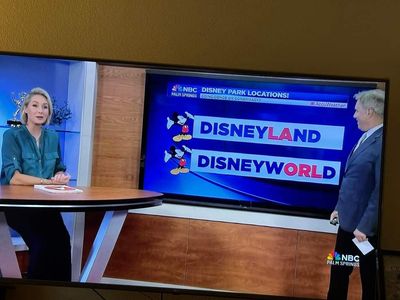 NBC
PALM SPRINGS
DISNEY PARK LOCATIONS!
DISNEYLAND
DISNEYWORLD
NBC
PALM SPRINGS